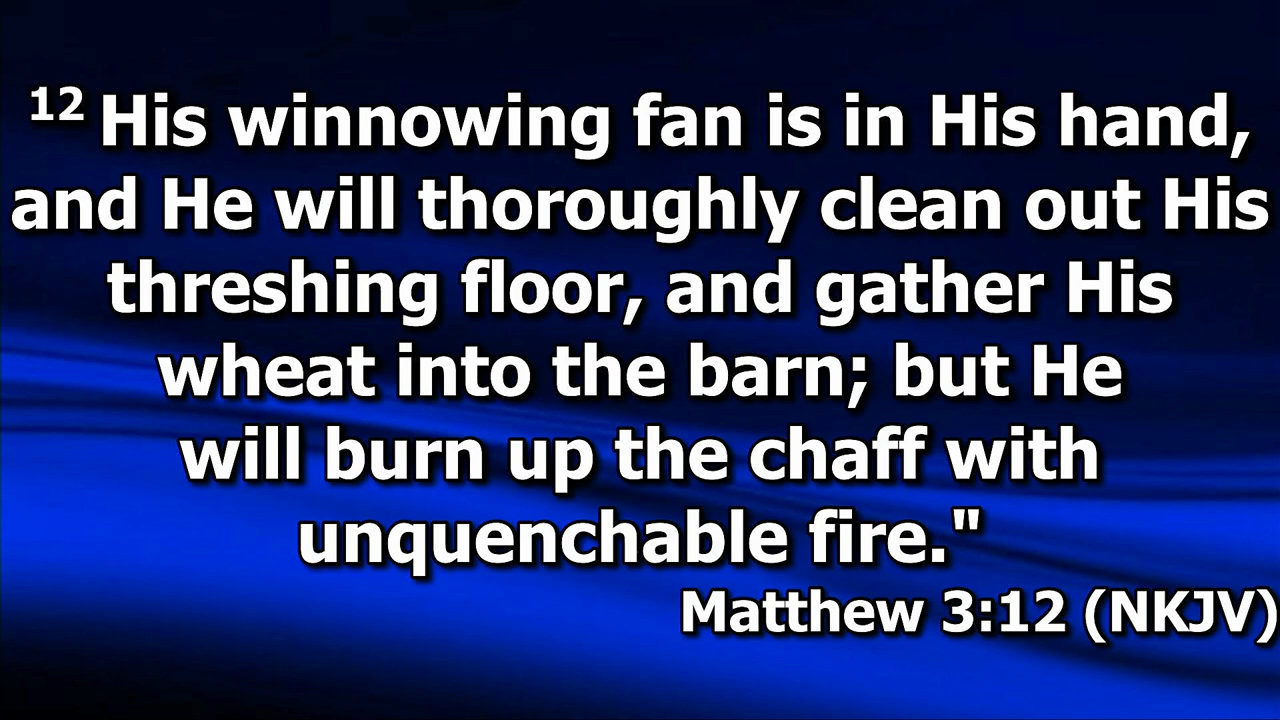 12 His winnowing fan is in His hand,
and He will thoroughly clean out His
threshing floor, and gather His
wheat into the barn; but He
will burn up the chaff with
unquenchable fire."
Matthew 3:12 (NKJV)